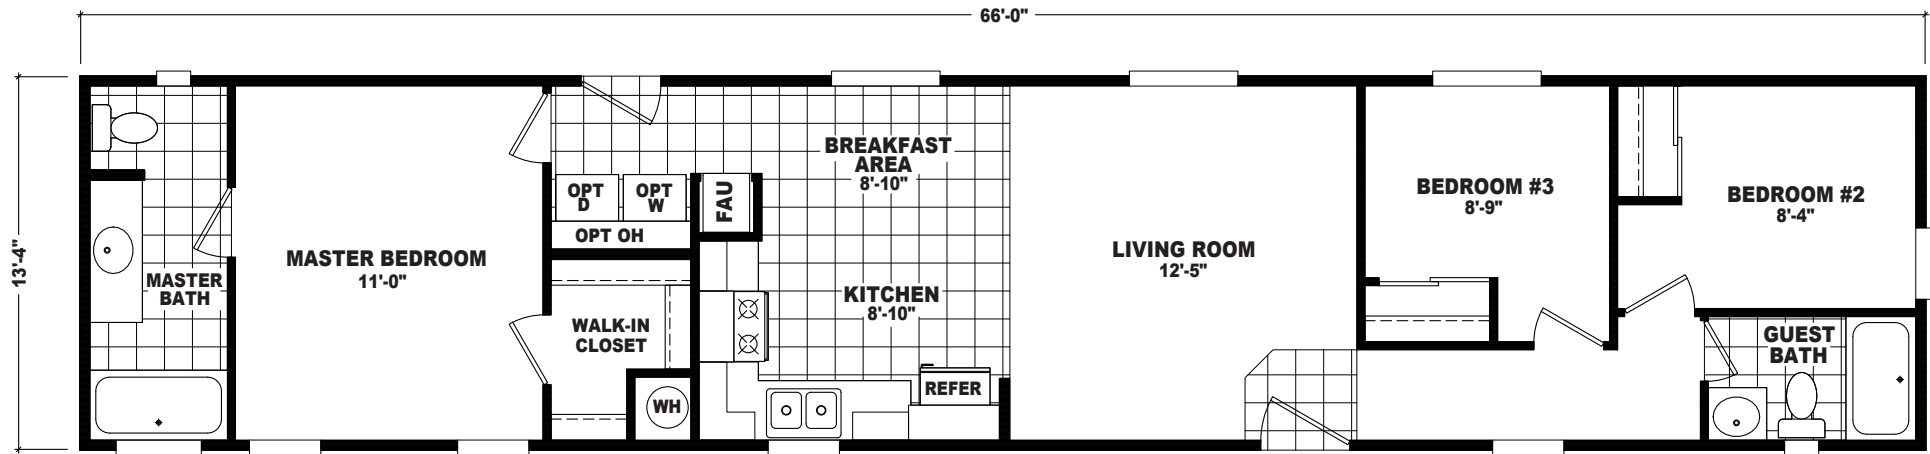 66'-0"
13'-4"
MASTER
BATH
MASTER BEDROOM
11'-0"
OPT
D
OPT
W
OPT OH
FAU
WALK-IN
CLOSET
WH
BREAKFAST
AREA
8'-10"
KITCHEN
8'-10"
REFER
LIVING ROOM
12'-5"
BEDROOM #3
8'-9"
BEDROOM #2
8'-4"
GUEST
BATH